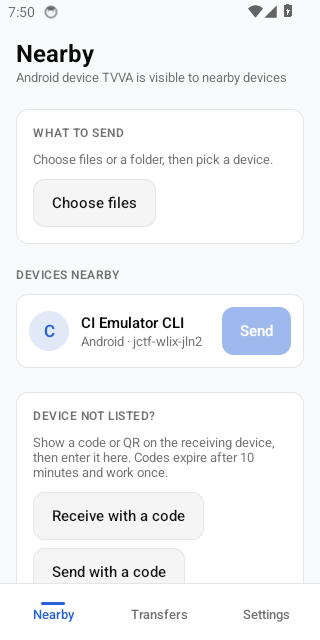 7:50
Nearby
Android device TVVA is visible to nearby devices
WHAT TO SEND
Choose files or a folder, then pick a device.
Choose files
DEVICES NEARBY
C
CI Emulator CLI
Android · jctf-wlix-jln2
Send
DEVICE NOT LISTED?
Show a code or QR on the receiving device,
then enter it here. Codes expire after 10
minutes and work once.
Receive with a code
Send with a code
Nearby
Transfers
Settings